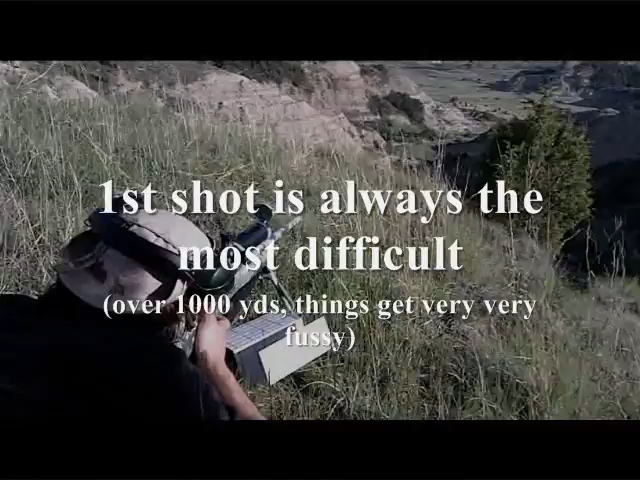 1st shot is always the
most difficult
(over 1000 yds, things get very very
fussy)